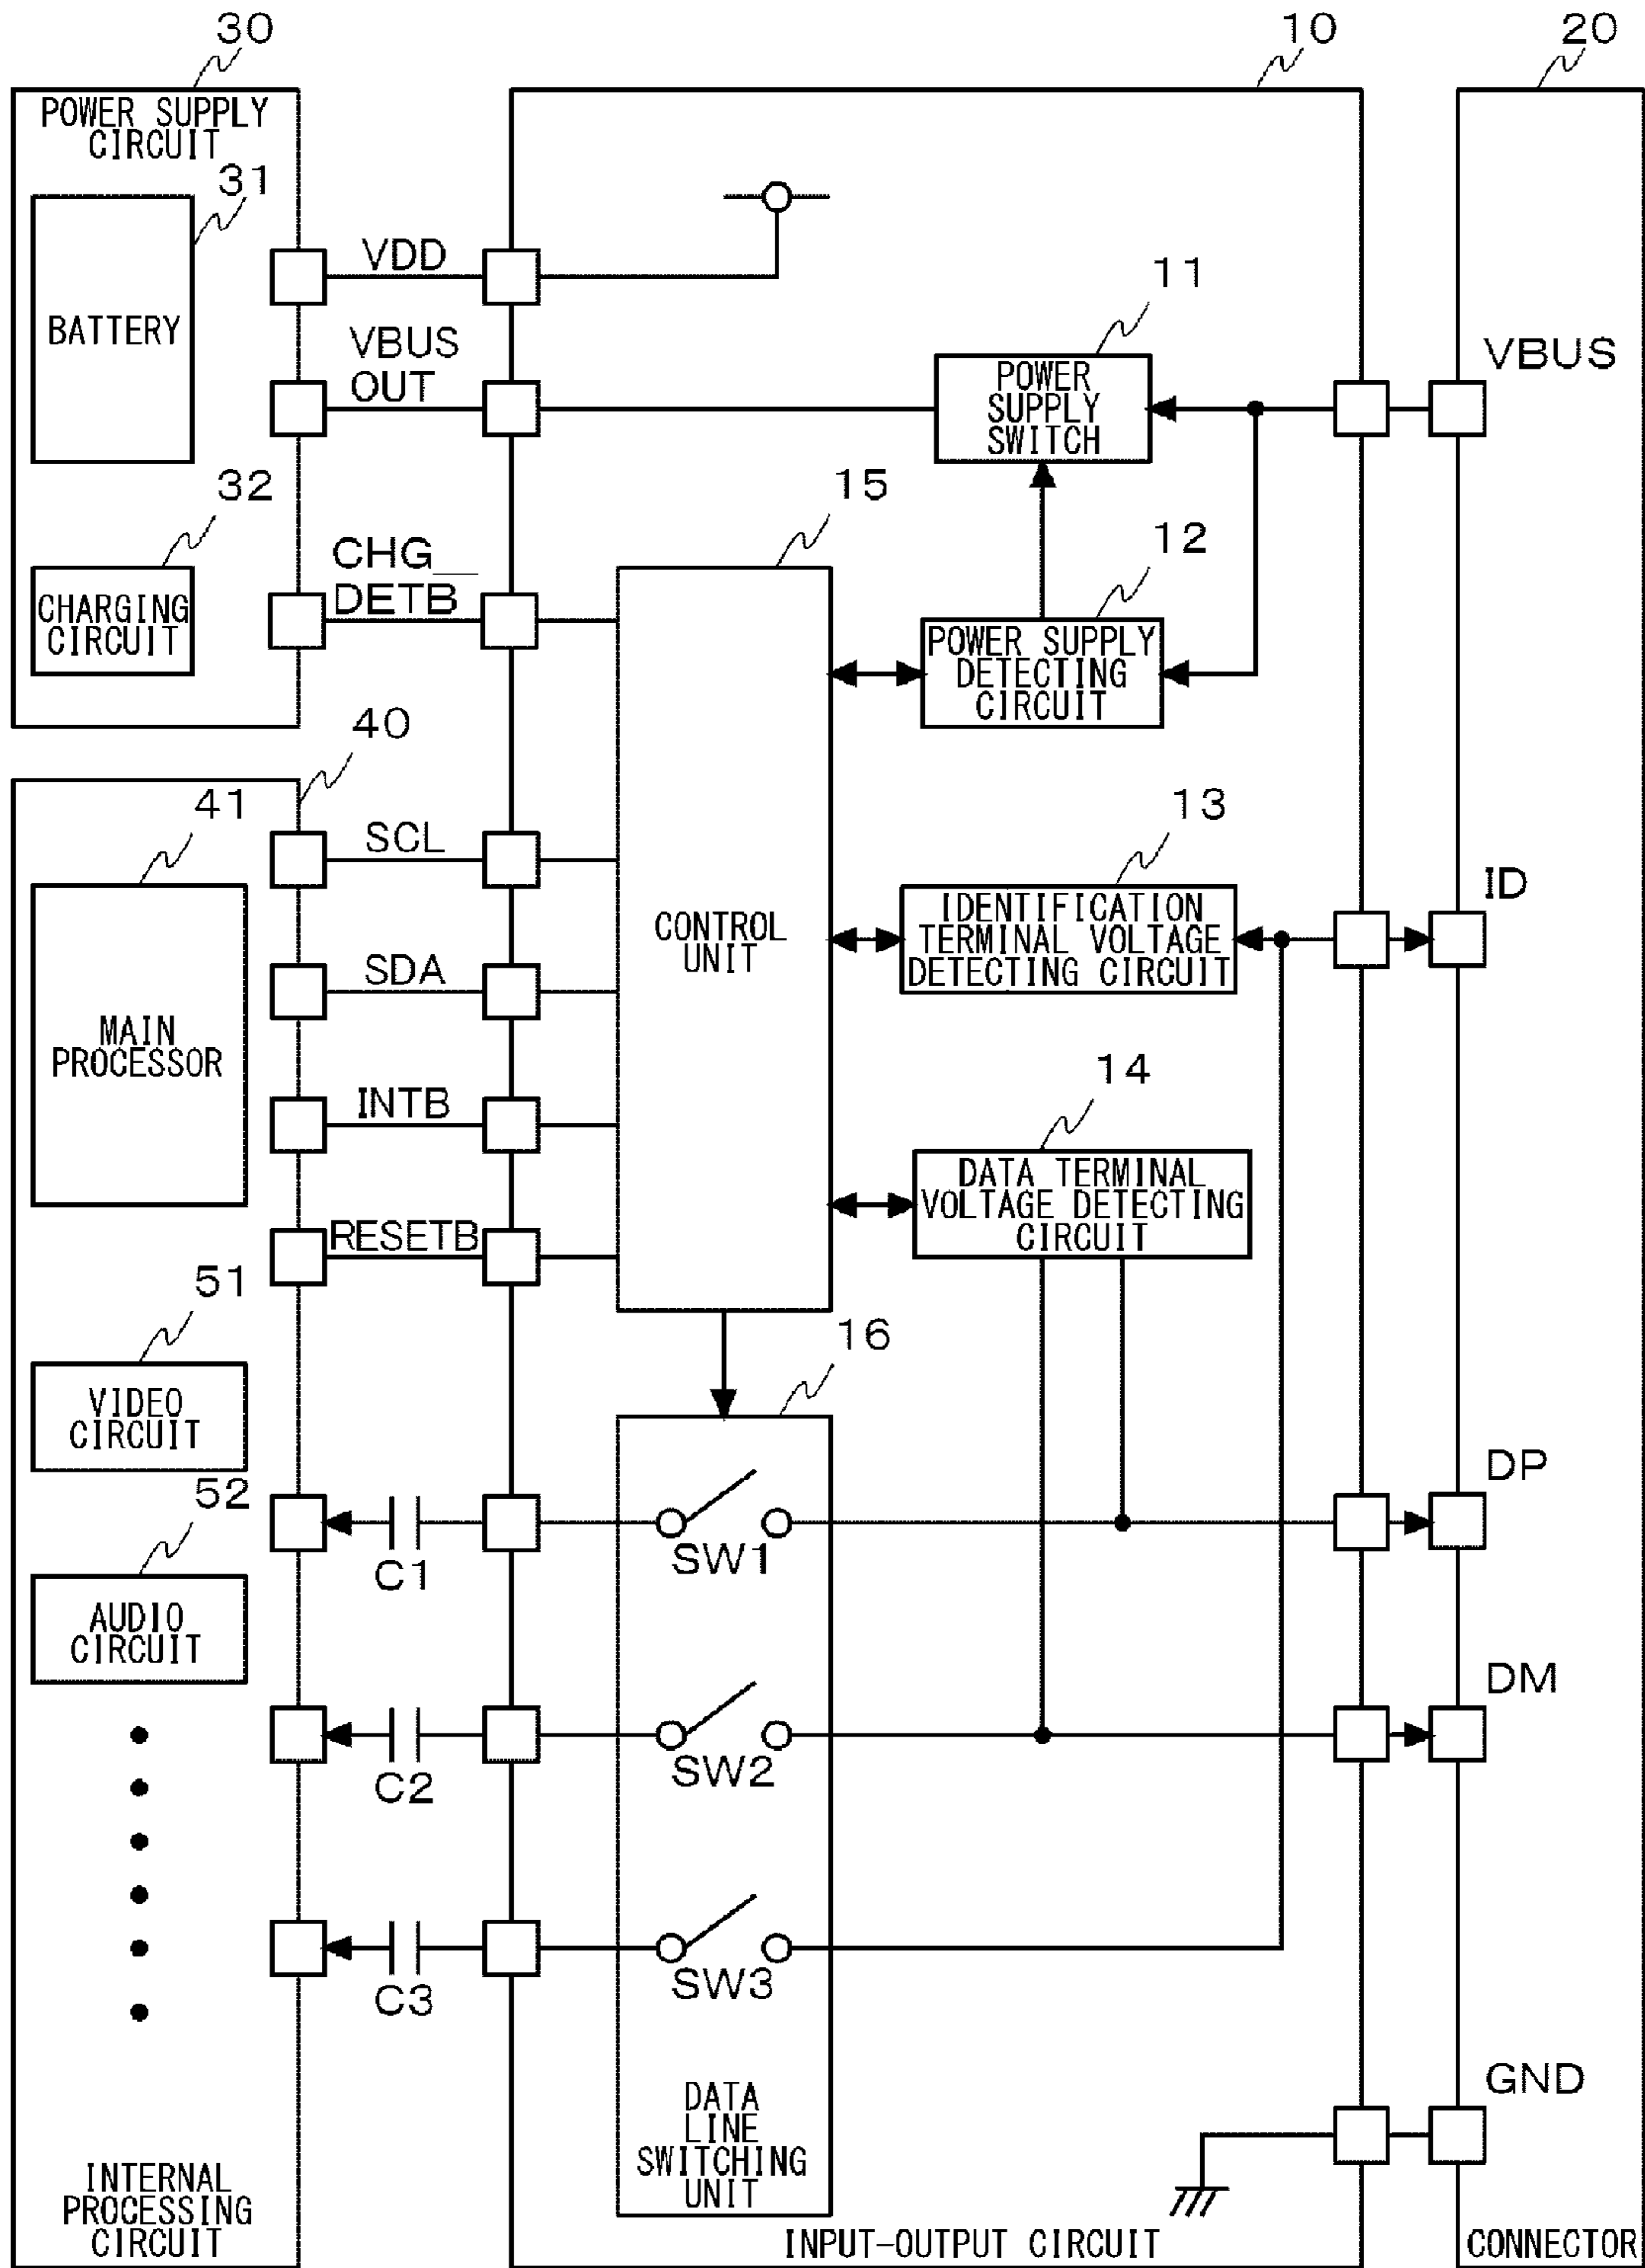 30
10
20
POWER SUPPLY
CIRCUIT
31
BATTERY
VDD
11
VBUS
OUT
POWER
SUPPLY
SWITCH
VBUS
32
15
12
CHG_
DETB
CHARGING
CIRCUIT
POWER SUPPLY
DETECTING
CIRCUIT
40
41
SCL
13
ID
IDENTIFICATION
TERMINAL VOLTAGE
DETECTING CIRCUIT
CONTROL
UNIT
SDA
MAIN
PROCESSOR
INTB
14
DATA TERMINAL
VOLTAGE DETECTING
CIRCUIT
RESETB
51
16
VIDEO
CIRCUIT
DP
52
C1
SW1
AUDIO
CIRCUIT
DM
C2
SW2
C3
SW3
GND
DATA
LINE
SWITCHING
UNIT
INTERNAL
PROCESSING
CIRCUIT
INPUT-OUTPUT CIRCUIT
CONNECTOR